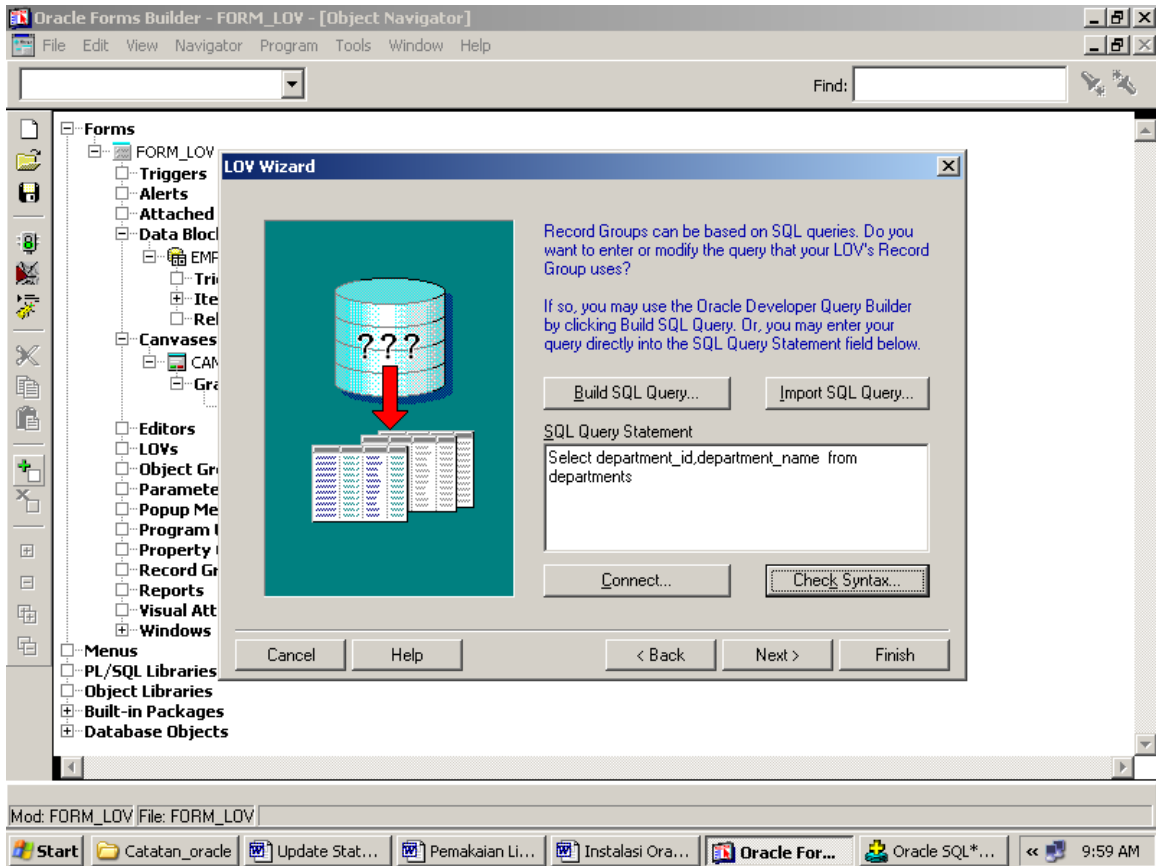 Oracle Forms Builder - FORM_LOV - [Object Navigator]
File Edit View Navigator Program Tools Window Help
Find:
Forms
FORM_LOV
Triggers
Alerts
Attached
Data Bloc
EMP
Tri
Ite
Rel
Canvases
CAN
Gra
Editors
LOVs
Object Gr
Paramete
Popup Me
Program
Property
Record Gr
Reports
Visual Att
Windows
Menus
PL/SQL Libraries
Object Libraries
Built-in Packages
Database Objects
LOV Wizard
???
Record Groups can be based on SQL queries. Do you
want to enter or modify the query that your LOV's Record
Group uses?
If so, you may use the Oracle Developer Query Builder
by clicking Build SQL Query. Or, you may enter your
query directly into the SQL Query Statement field below.
Build SQL Query... Import SQL Query...
SQL Query Statement
Select department_id,department_name from
departments
Connect... Check Syntax...
Cancel Help < Back Next > Finish
Mod: FORM_LOV File: FORM_LOV
Start Catatan_oracle Update Stat... Pemakaian Li... Instalasi Ora... Oracle For... Oracle SQL*... « 9:59 AM